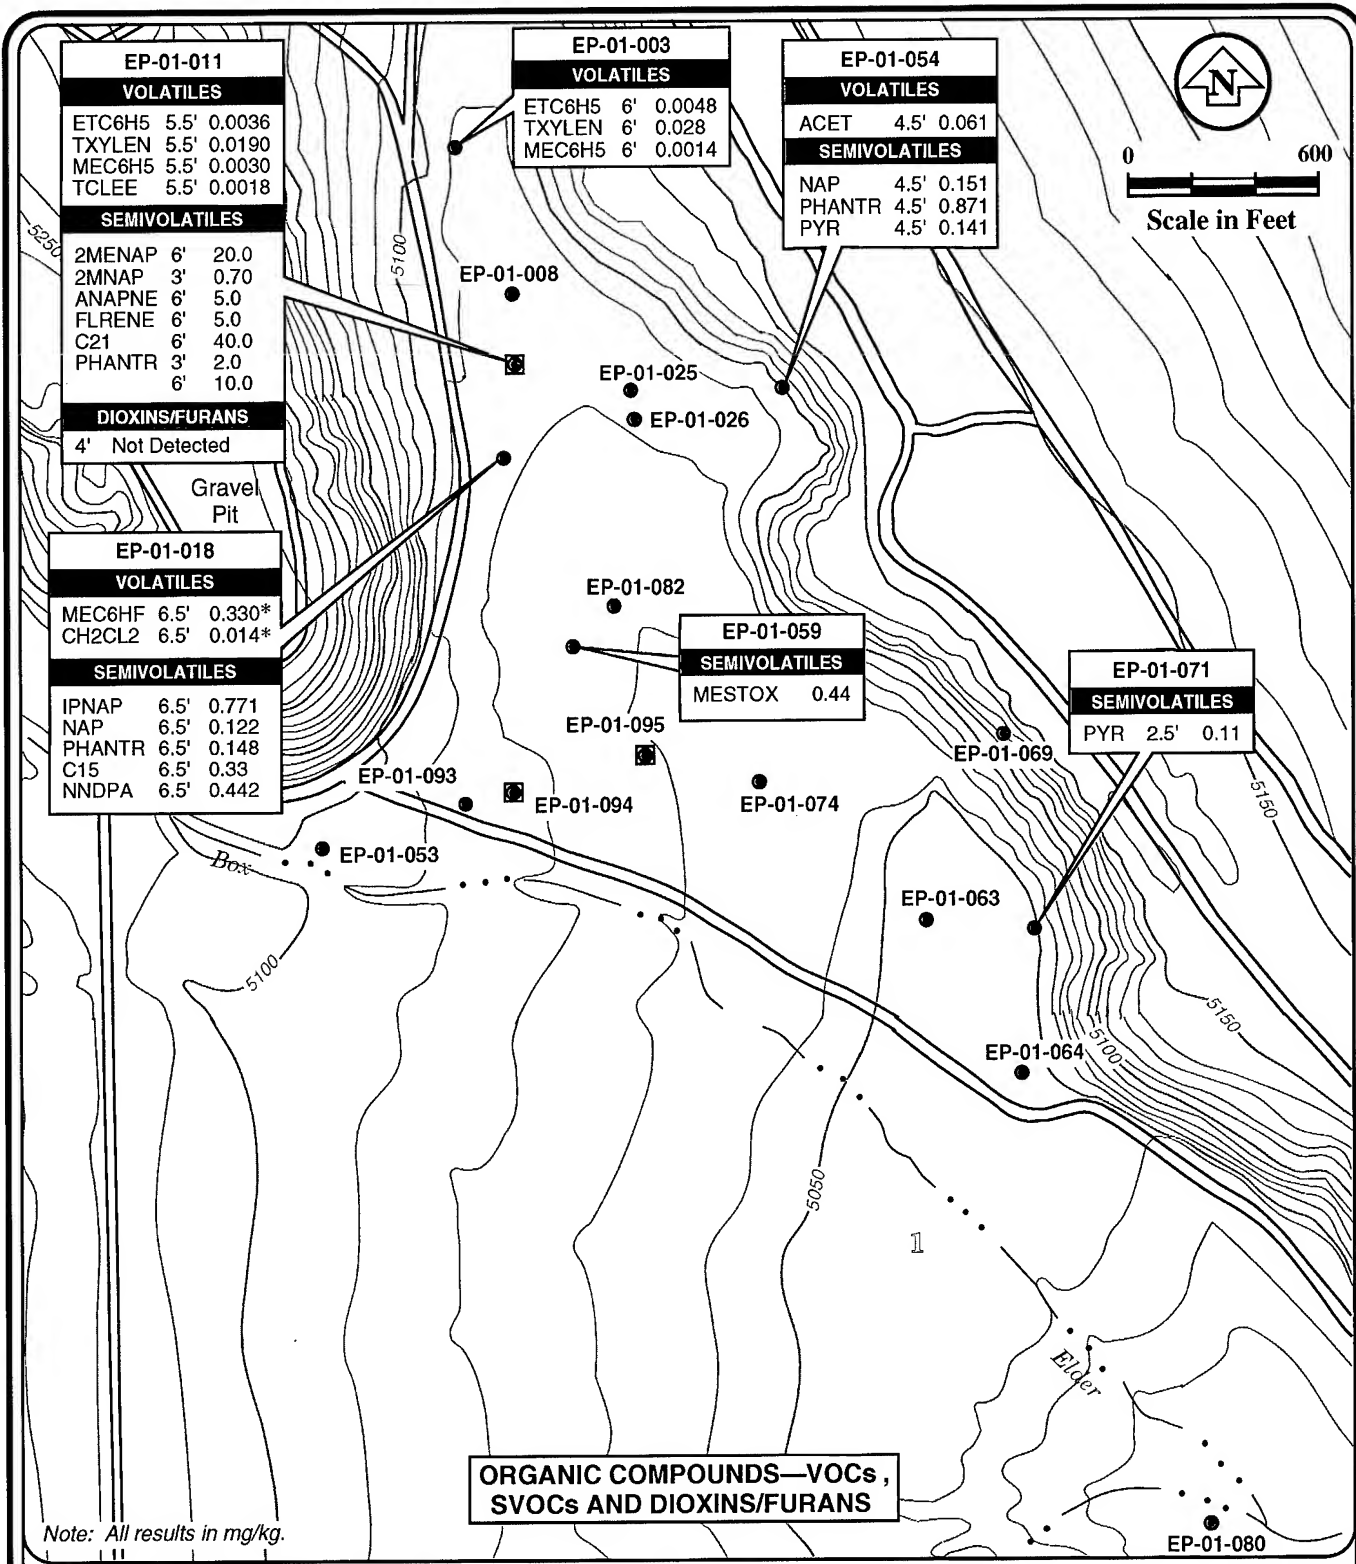 EP-01-011
VOLATILES
ETC6H5 5.5' 0.0036
TXYLEN 5.5' 0.0190
MEC6H5 5.5' 0.0030
TCLEE 5.5' 0.0018
SEMIVOLATILES
2MENAP 6' 20.0
2MNAP 3' 0.70
ANAPNE 6' 5.0
FLRENE 6' 5.0
C21 6' 40.0
PHANTR 3' 2.0
6' 10.0
DIOXINS/FURANS
4' Not Detected
EP-01-003
VOLATILES
ETC6H5 6' 0.0048
TXYLEN 6' 0.028
MEC6H5 6' 0.0014
EP-01-054
VOLATILES
ACET 4.5' 0.061
SEMIVOLATILES
NAP 4.5' 0.151
PHANTR 4.5' 0.871
PYR 4.5' 0.141
N
0 600
Scale in Feet
5250
5100
EP-01-008
EP-01-025
EP-01-026
Gravel
Pit
EP-01-018
VOLATILES
MEC6HF 6.5' 0.330*
CH2CL2 6.5' 0.014*
SEMIVOLATILES
IPNAP 6.5' 0.771
NAP 6.5' 0.122
PHANTR 6.5' 0.148
C15 6.5' 0.33
NNDPA 6.5' 0.442
EP-01-082
EP-01-059
SEMIVOLATILES
MESTOX 0.44
EP-01-071
SEMIVOLATILES
PYR 2.5' 0.11
EP-01-095
EP-01-069
EP-01-093
EP-01-094
EP-01-074
5150
EP-01-053
Box
EP-01-063
5100
5150
5100
EP-01-064
5050
1
Elder
ORGANIC COMPOUNDS—VOCs ,
SVOCs AND DIOXINS/FURANS
Note: All results in mg/kg.
EP-01-080